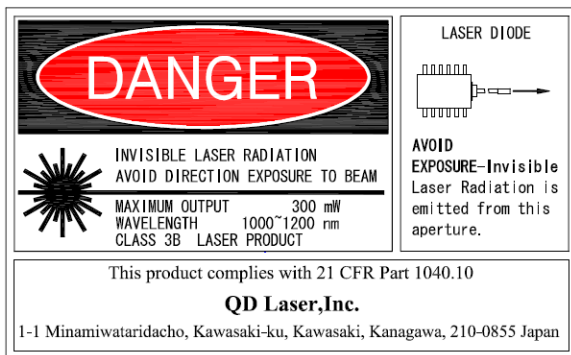 DANGER
INVISIBLE LASER RADIATION
AVOID DIRECTION EXPOSURE TO BEAM
MAXIMUM OUTPUT 300 mW
WAVELENGTH 1000~1200 nm
CLASS 3B LASER PRODUCT
LASER DIODE
AVOID
EXPOSURE-Invisible
Laser Radiation is
emitted from this
aperture.
This product complies with 21 CFR Part 1040.10
QD Laser,Inc.
1-1 Minamiwataridacho, Kawasaki-ku, Kawasaki, Kanagawa, 210-0855 Japan